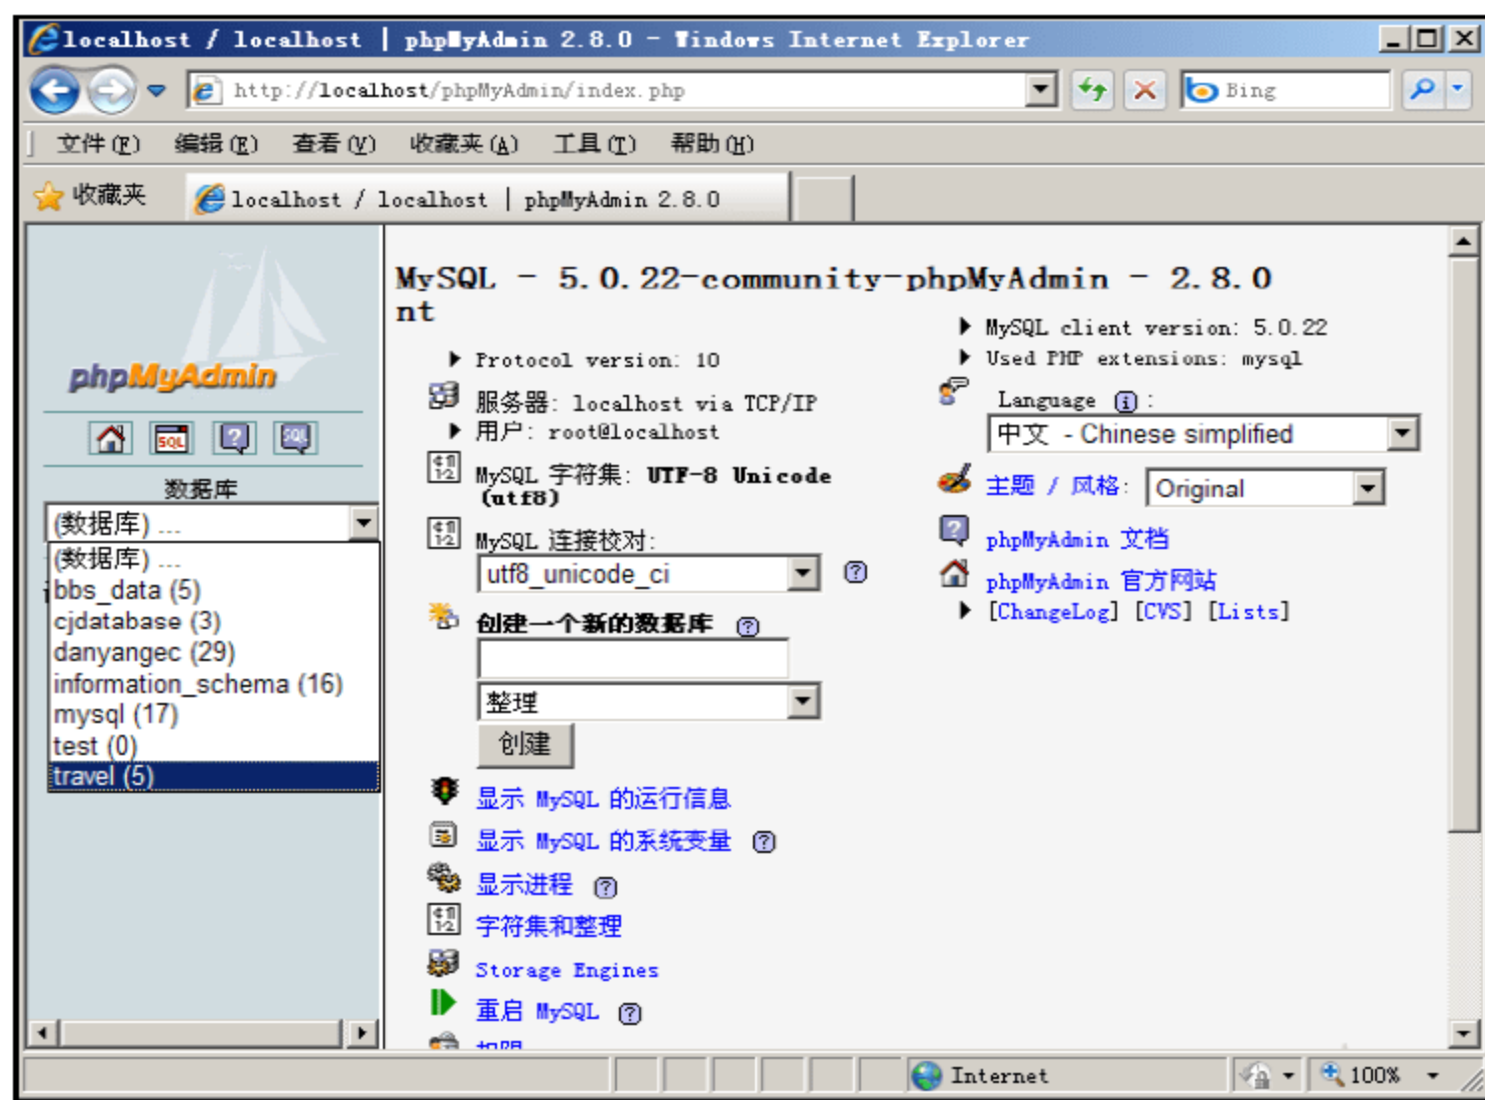 localhost / localhost | phpMyAdmin 2.8.0 - Windows Internet Explorer
http://localhost/phpMyAdmin/index.php
Bing
文件(F) 编辑(E) 查看(V) 收藏夹(A) 工具(T) 帮助(H)
收藏夹
localhost / localhost | phpMyAdmin 2.8.0
phpMyAdmin
SQL
SQL
数据库
(数据库) ...
(数据库) ...
bbs_data (5)
cjdatabase (3)
danyangec (29)
information_schema (16)
mysql (17)
test (0)
travel (5)
MySQL - 5.0.22-community-
nt
Protocol version: 10
服务器: localhost via TCP/IP
用户: root@localhost
MySQL 字符集: UTF-8 Unicode
(utf8)
MySQL 连接校对:
utf8_unicode_ci
创建一个新的数据库
整理
创建
显示 MySQL 的运行信息
显示 MySQL 的系统变量
显示进程
字符集和整理
Storage Engines
重启 MySQL
权限
phpMyAdmin - 2.8.0
MySQL client version: 5.0.22
Used PHP extensions: mysql
Language :
中文 - Chinese simplified
主题 / 风格: Original
phpMyAdmin 文档
phpMyAdmin 官方网站
[ChangeLog] [CVS] [Lists]
Internet
100%